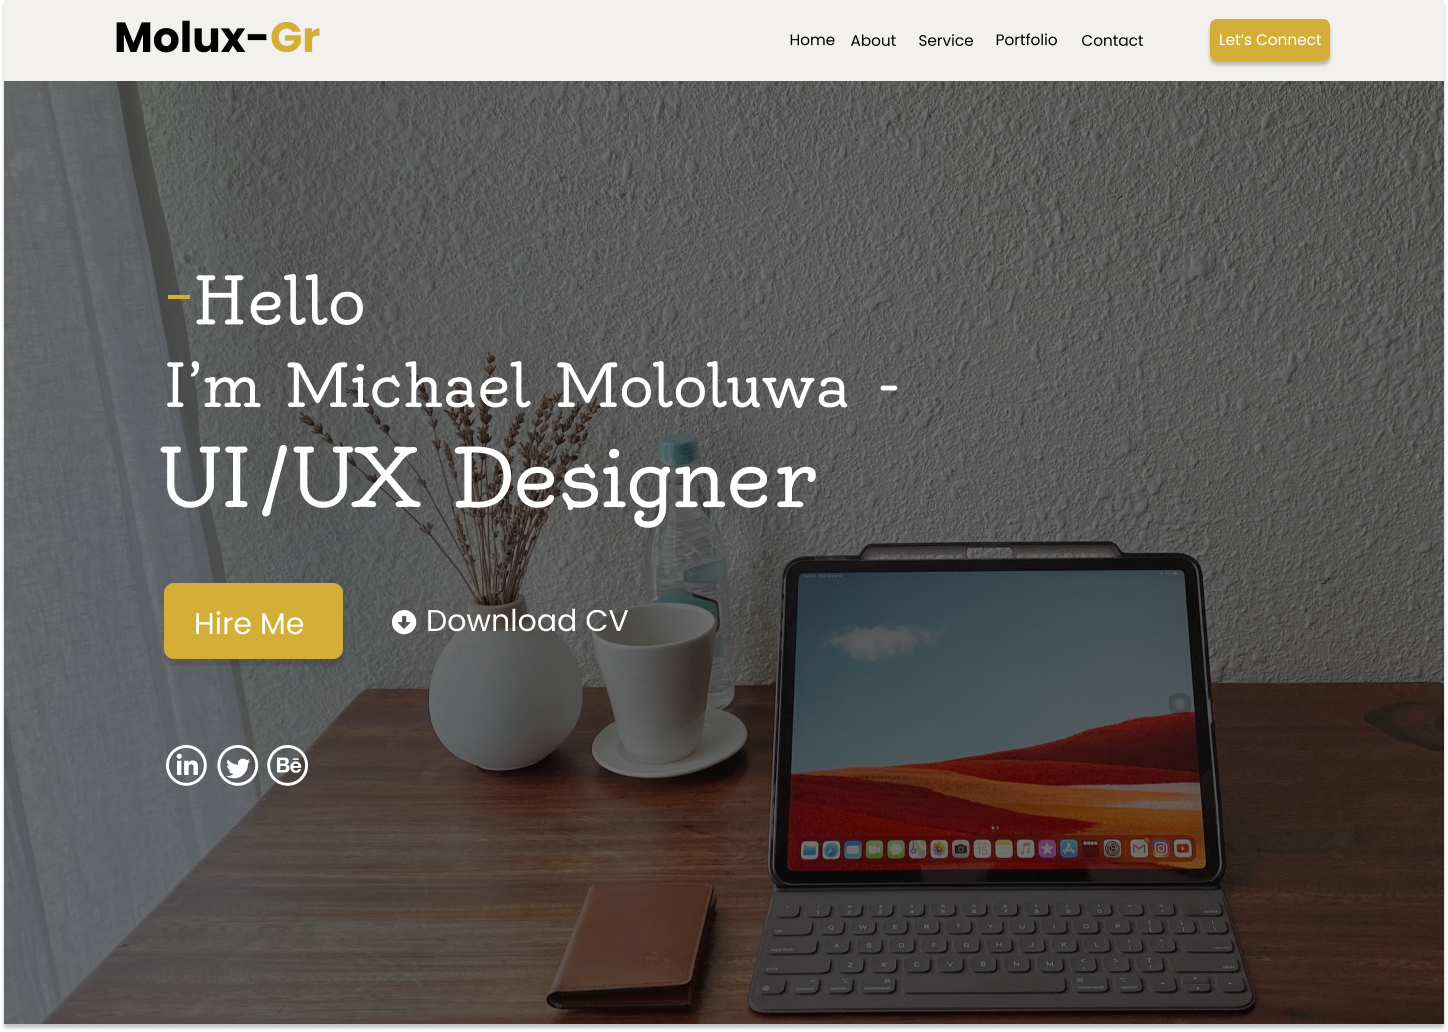 Molux-Gr
Home About Service Portfolio Contact
Let's Connect
-Hello
I'm Michael Mololuwa -
UI/UX Designer
Hire Me
Download CV
in
Bē